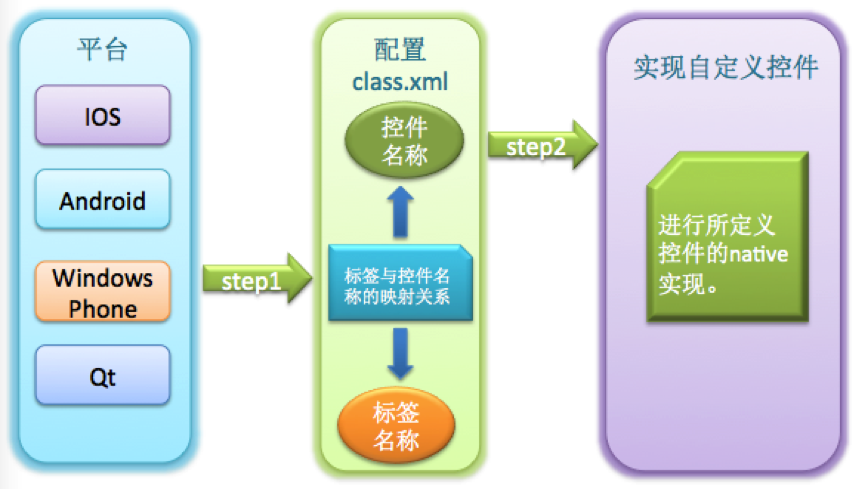 平台
IOS
Android
Windows
Phone
Qt
step1
配置
class.xml
控件
名称
标签与控件名
称的映射关系
标签
名称
step2
实现自定义控件
进行所定义
控件的native
实现。